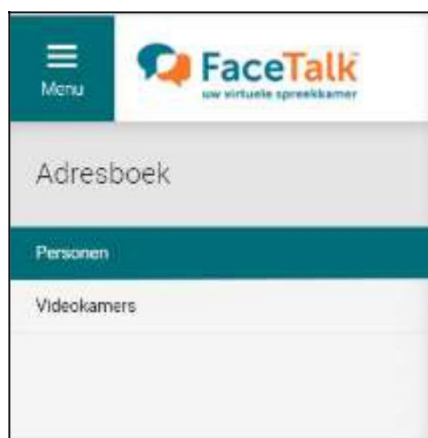 Menu
FaceTalk
uw virtuele spreekkamer
Adresboek
Personen
Videokamers